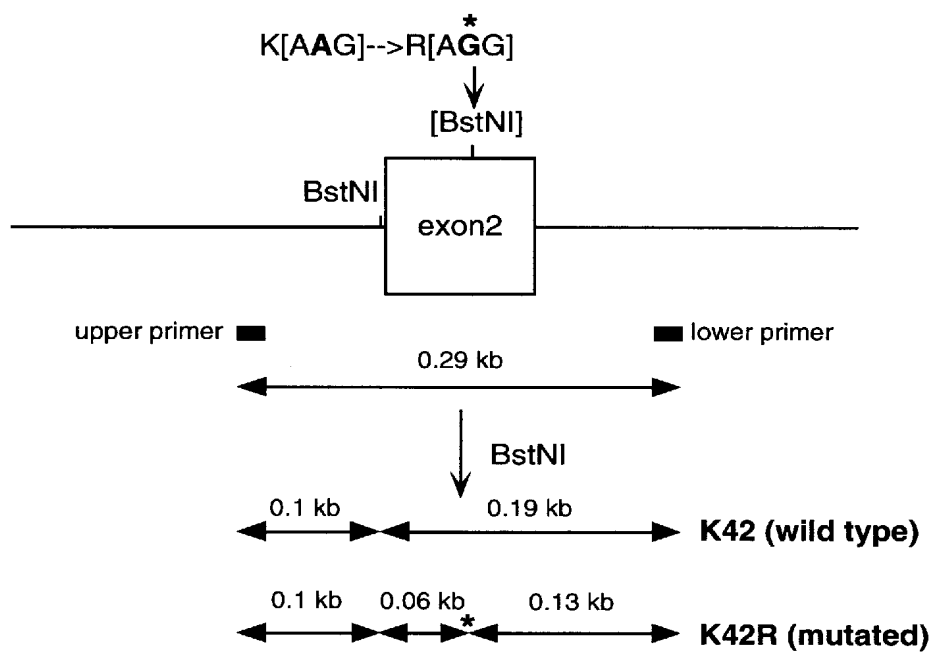 *
K[AAG]-->R[AGG]
[BstNI]
BstNI
exon2
upper primer
lower primer
0.29 kb
BstNI
0.1 kb
0.19 kb
K42 (wild type)
0.1 kb
0.06 kb
0.13 kb
*
K42R (mutated)